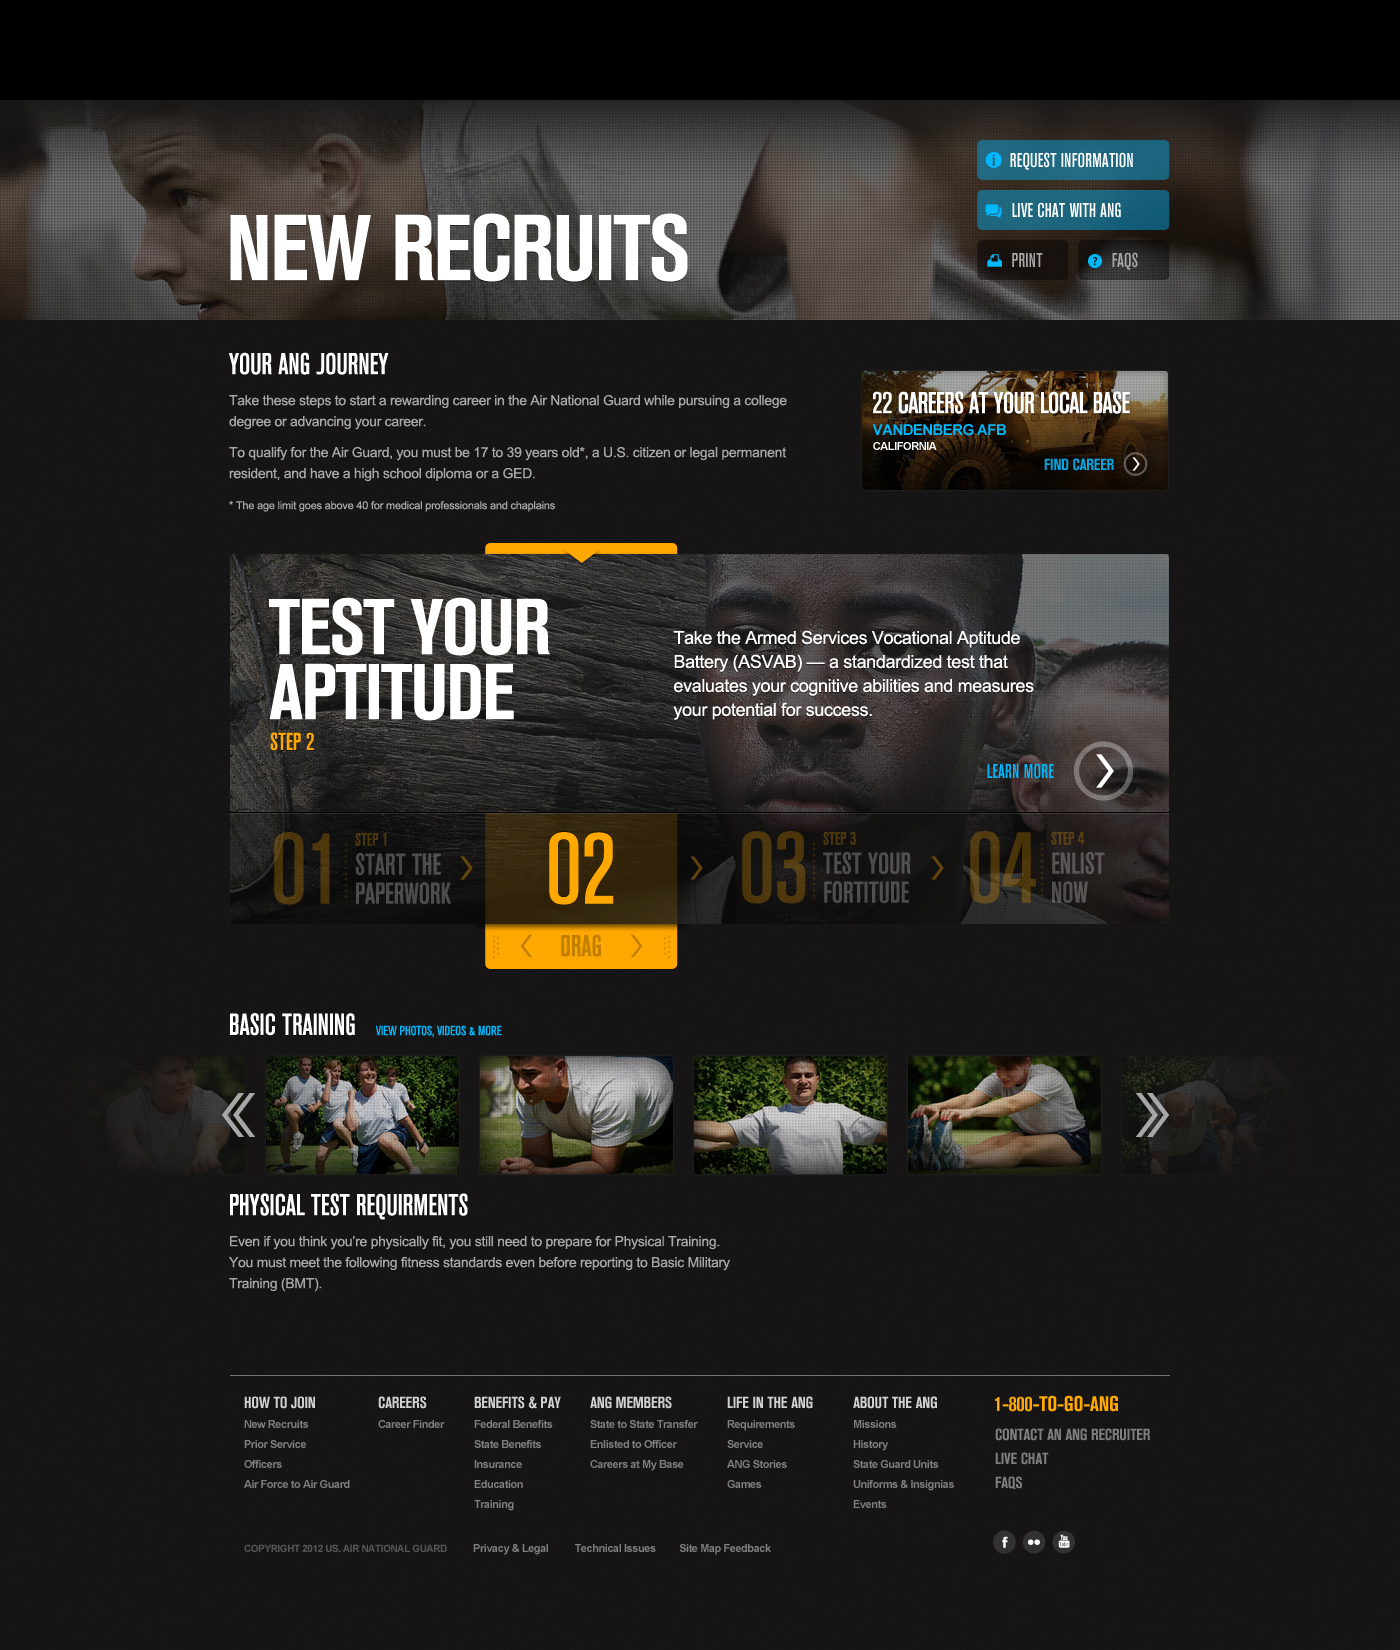 NEW RECRUITS
REQUEST INFORMATION
LIVE CHAT WITH ANG
PRINT
FAQS
YOUR ANG JOURNEY
Take these steps to start a rewarding career in the Air National Guard while pursuing a college
degree or advancing your career.
To qualify for the Air Guard, you must be 17 to 39 years old*, a U.S. citizen or legal permanent
resident, and have a high school diploma or a GED.
* The age limit goes above 40 for medical professionals and chaplains
22 CAREERS AT YOUR LOCAL BASE
VANDENBERG AFB
CALIFORNIA
FIND CAREER
TEST YOUR
APTITUDE
STEP 2
Take the Armed Services Vocational Aptitude
Battery (ASVAB) — a standardized test that
evaluates your cognitive abilities and measures
your potential for success.
LEARN MORE
01
STEP 1
START THE
PAPERWORK
02
DRAG
03
STEP 3
TEST YOUR
FORTITUDE
04
STEP 4
ENLIST
NOW
BASIC TRAINING
VIEW PHOTOS, VIDEOS & MORE
PHYSICAL TEST REQUIRMENTS
Even if you think you're physically fit, you still need to prepare for Physical Training.
You must meet the following fitness standards even before reporting to Basic Military
Training (BMT).
HOW TO JOIN
New Recruits
Prior Service
Officers
Air Force to Air Guard
CAREERS
Career Finder
BENEFITS & PAY
Federal Benefits
State Benefits
Insurance
Education
Training
ANG MEMBERS
State to State Transfer
Enlisted to Officer
Careers at My Base
LIFE IN THE ANG
Requirements
Service
ANG Stories
Games
ABOUT THE ANG
Missions
History
State Guard Units
Uniforms & Insignias
Events
1-800-TO-GO-ANG
CONTACT AN ANG RECRUITER
LIVE CHAT
FAQS
COPYRIGHT 2012 US. AIR NATIONAL GUARD
Privacy & Legal
Technical Issues
Site Map Feedback